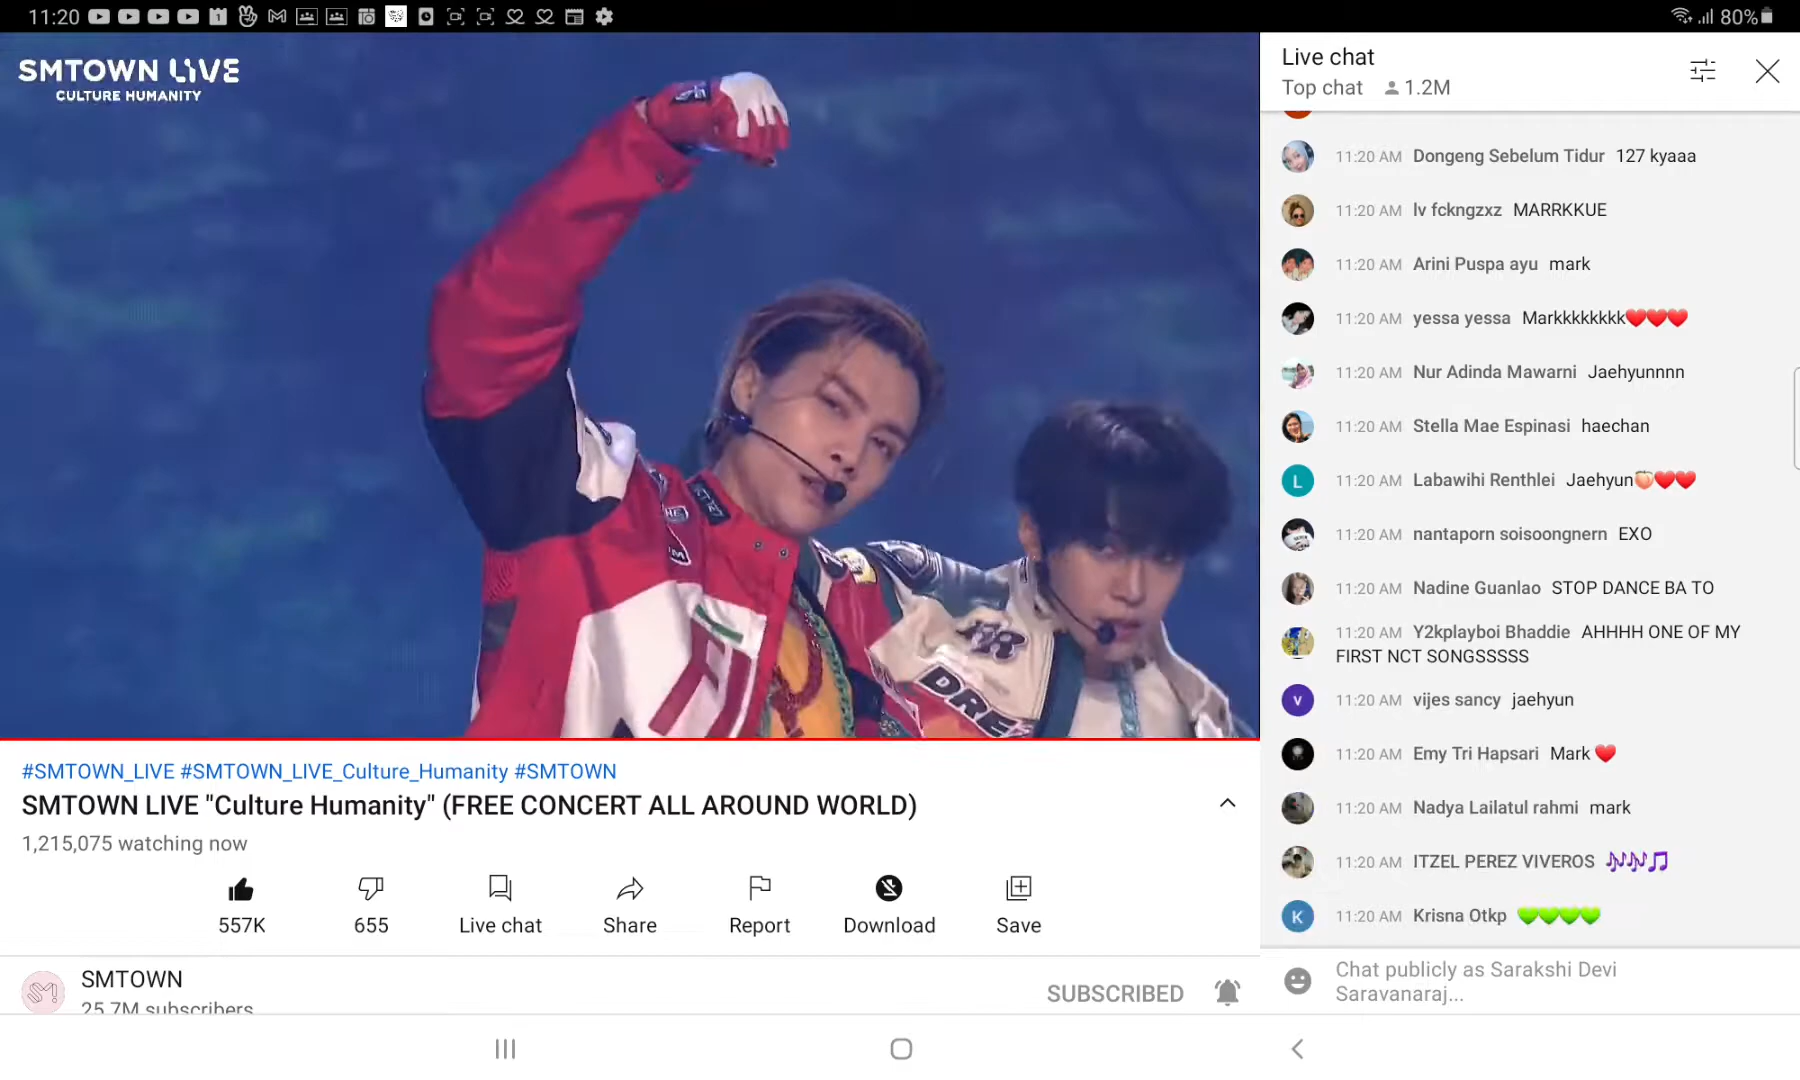 11:20
80%
SMTOWN LIVE
CULTURE HUMANITY
DRE
#SMTOWN_LIVE #SMTOWN_LIVE_Culture_Humanity #SMTOWN
SMTOWN LIVE "Culture Humanity" (FREE CONCERT ALL AROUND WORLD)
1,215,075 watching now
557K
655
Live chat
Share
Report
Download
Save
SMTOWN
25.7M subscribers
SUBSCRIBED
Live chat
Top chat 1.2M
11:20 AM Dongeng Sebelum Tidur 127 kyaaa
11:20 AM lv fckngzxz MARRKKUE
11:20 AM Arini Puspa ayu mark
11:20 AM yessa yessa Markkkkkkkk❤️❤️❤️
11:20 AM Nur Adinda Mawarni Jaehyunnnn
11:20 AM Stella Mae Espinasi haechan
L
11:20 AM Labawihi Renthlei Jaehyun🍑❤️❤️
11:20 AM nantaporn soisoongnern EXO
11:20 AM Nadine Guanlao STOP DANCE BA TO
11:20 AM Y2kplayboi Bhaddie AHHHH ONE OF MY
FIRST NCT SONGSSSSS
v
11:20 AM vijes sancy jaehyun
11:20 AM Emy Tri Hapsari Mark ❤️
11:20 AM Nadya Lailatul rahmi mark
11:20 AM ITZEL PEREZ VIVEROS 🎶🎶🎵
K
11:20 AM Krisna Otkp 💚💚💚💚
Chat publicly as Sarakshi Devi
Saravanaraj...